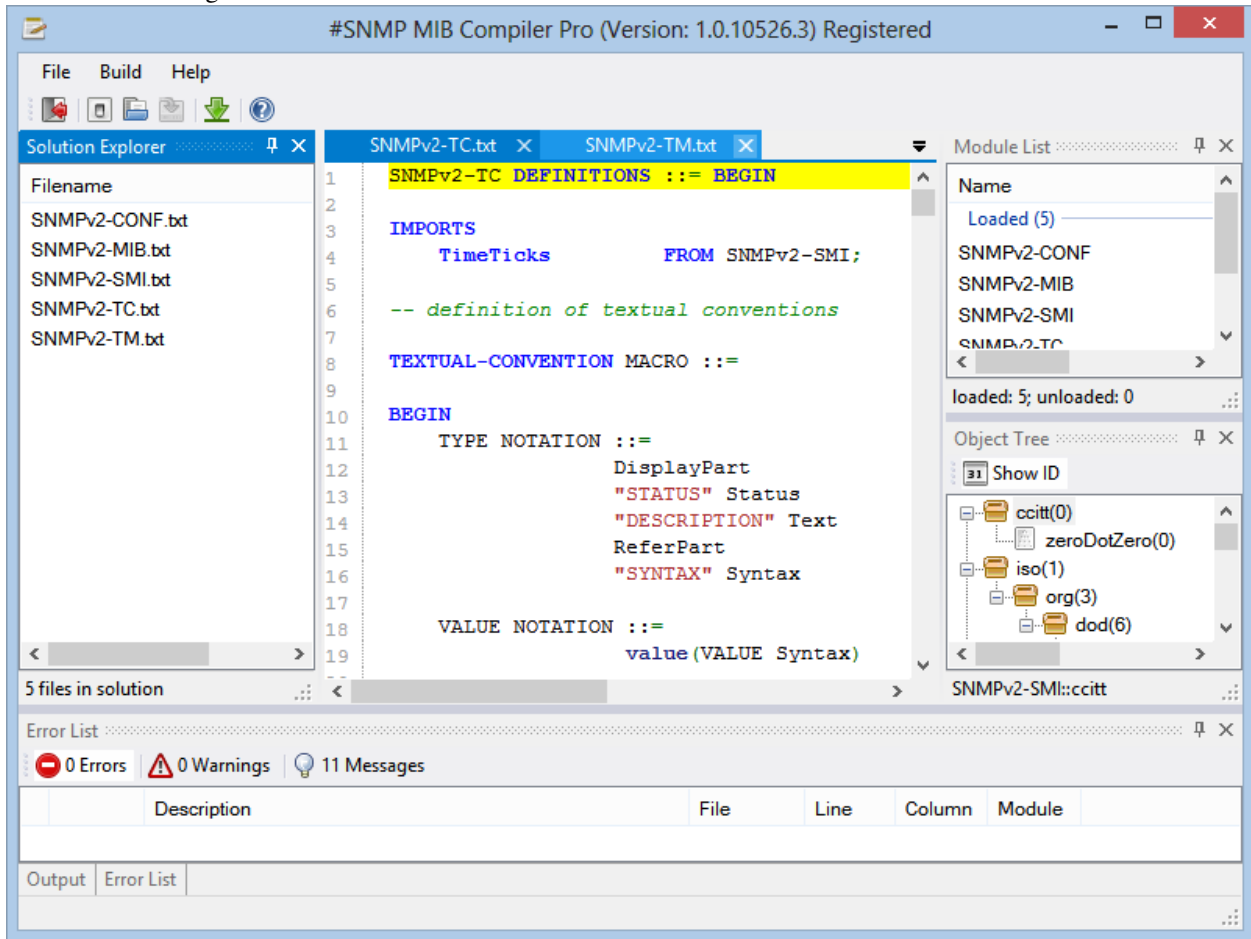 #SNMP MIB Compiler Pro (Version: 1.0.10526.3) Registered
File Build Help
Solution Explorer
Filename
SNMPv2-CONF.txt
SNMPv2-MIB.txt
SNMPv2-SMI.txt
SNMPv2-TC.txt
SNMPv2-TM.txt
5 files in solution
SNMPv2-TC.txt SNMPv2-TM.txt
1 SNMPv2-TC DEFINITIONS ::= BEGIN
2
3 IMPORTS
4 TimeTicks FROM SNMPv2-SMI;
5
6 -- definition of textual conventions
7
8 TEXTUAL-CONVENTION MACRO ::=
9
10 BEGIN
11 TYPE NOTATION ::=
12 DisplayPart
13 "STATUS" Status
14 "DESCRIPTION" Text
15 ReferPart
16 "SYNTAX" Syntax
17
18 VALUE NOTATION ::=
19 value(VALUE Syntax)
Module List
Name
Loaded (5)
SNMPv2-CONF
SNMPv2-MIB
SNMPv2-SMI
SNMPv2-TC
loaded: 5; unloaded: 0
Object Tree
31 Show ID
ccitt(0)
zeroDotZero(0)
iso(1)
org(3)
dod(6)
SNMPv2-SMI::ccitt
Error List
0 Errors 0 Warnings 11 Messages
Description File Line Column Module
Output Error List